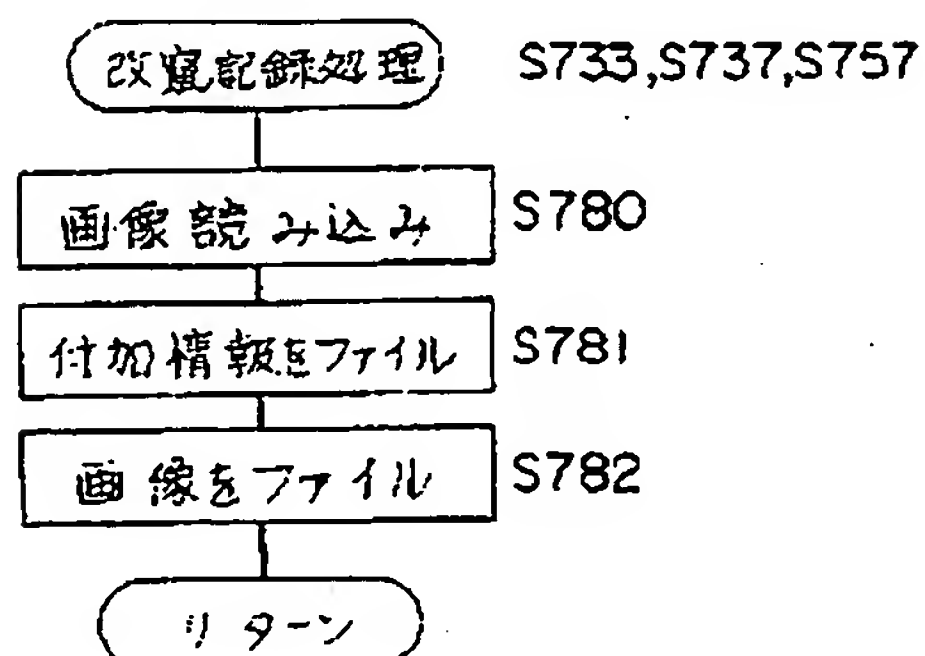 改竄記録処理 S733,S737,S757
画像読み込み S780
付加情報をファイル S781
画像をファイル S782
リターン